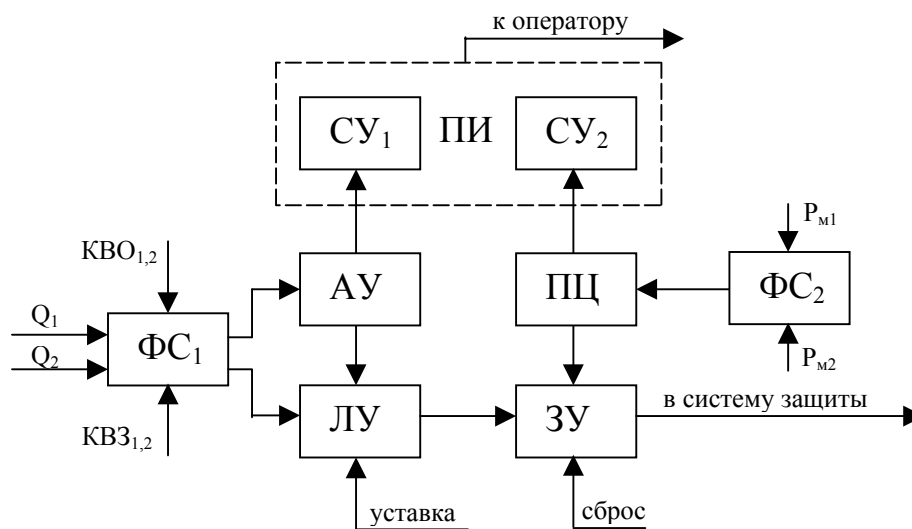 к оператору
СУ₁ ПИ СУ₂
Pм1
КВО1,2
АУ ПЦ ФС₂
Q₁
ФС₁
Q₂
Pм2
ЛУ ЗУ в систему защиты
КВЗ1,2
уставка сброс